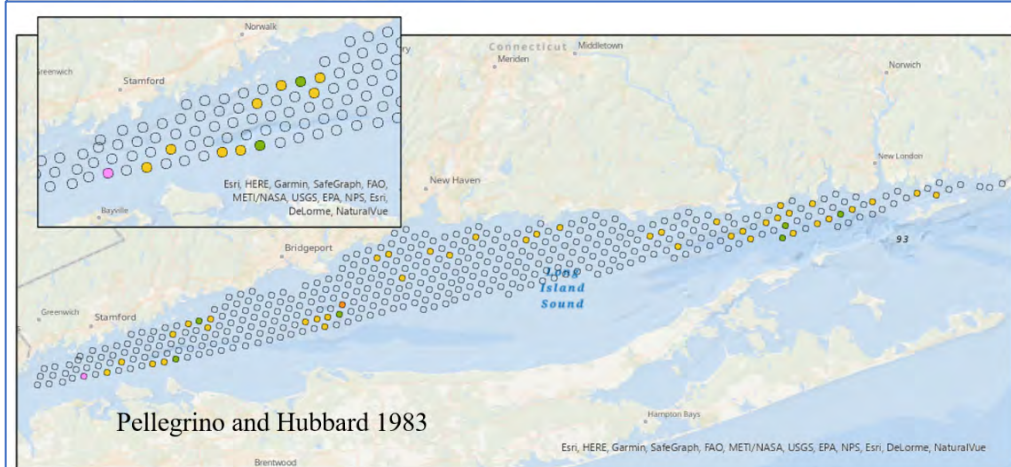 Norwalk
Greenwich
Stamford
Bayville
Esri, HERE, Garmin, SafeGraph, FAO,
METI/NASA, USGS, EPA, NPS, Esri,
DeLorme, NaturalVue
Connecticut
Middletown
Meriden
Norwich
New London
New Haven
Bridgeport
93
Long
Island
Sound
Greenwich
Stamford
Pellegrino and Hubbard 1983
Hampton Bays
Esri, HERE, Garmin, SafeGraph, FAO, METI/NASA, USGS, EPA, NPS, Esri, DeLorme, NaturalVue
Brentwood